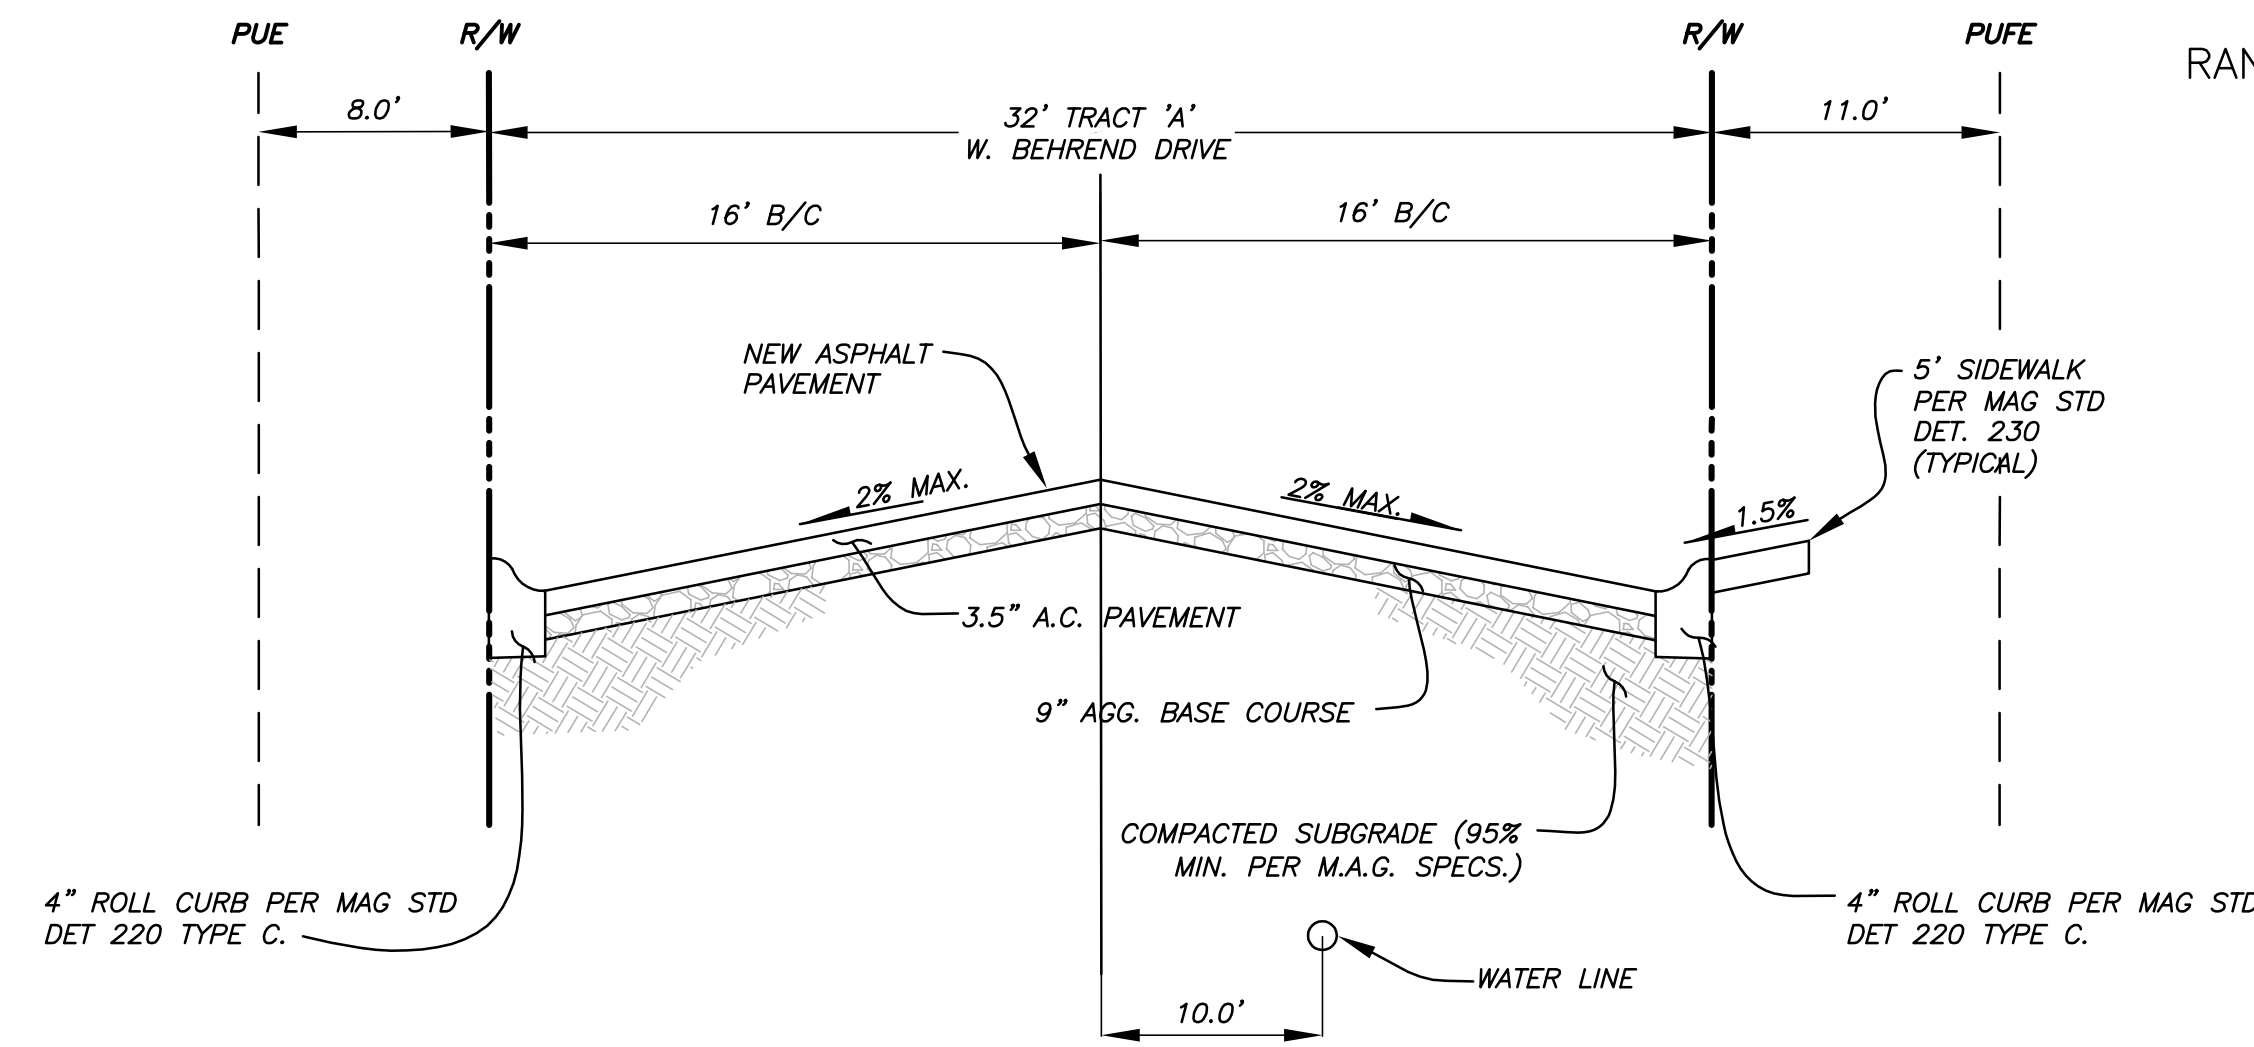 PUE
R/W
R/W
PUFE
8.0'
32' TRACT 'A'
W. BEHREND DRIVE
11.0'
16' B/C
16' B/C
NEW ASPHALT
PAVEMENT
5' SIDEWALK
PER MAG STD
DET. 230
(TYPICAL)
2% MAX.
2% MAX.
1.5%
3.5" A.C. PAVEMENT
9" AGG. BASE COURSE
COMPACTED SUBGRADE (95%
MIN. PER M.A.G. SPECS.)
4" ROLL CURB PER MAG STD
DET 220 TYPE C.
4" ROLL CURB PER MAG STD
DET 220 TYPE C.
WATER LINE
10.0'